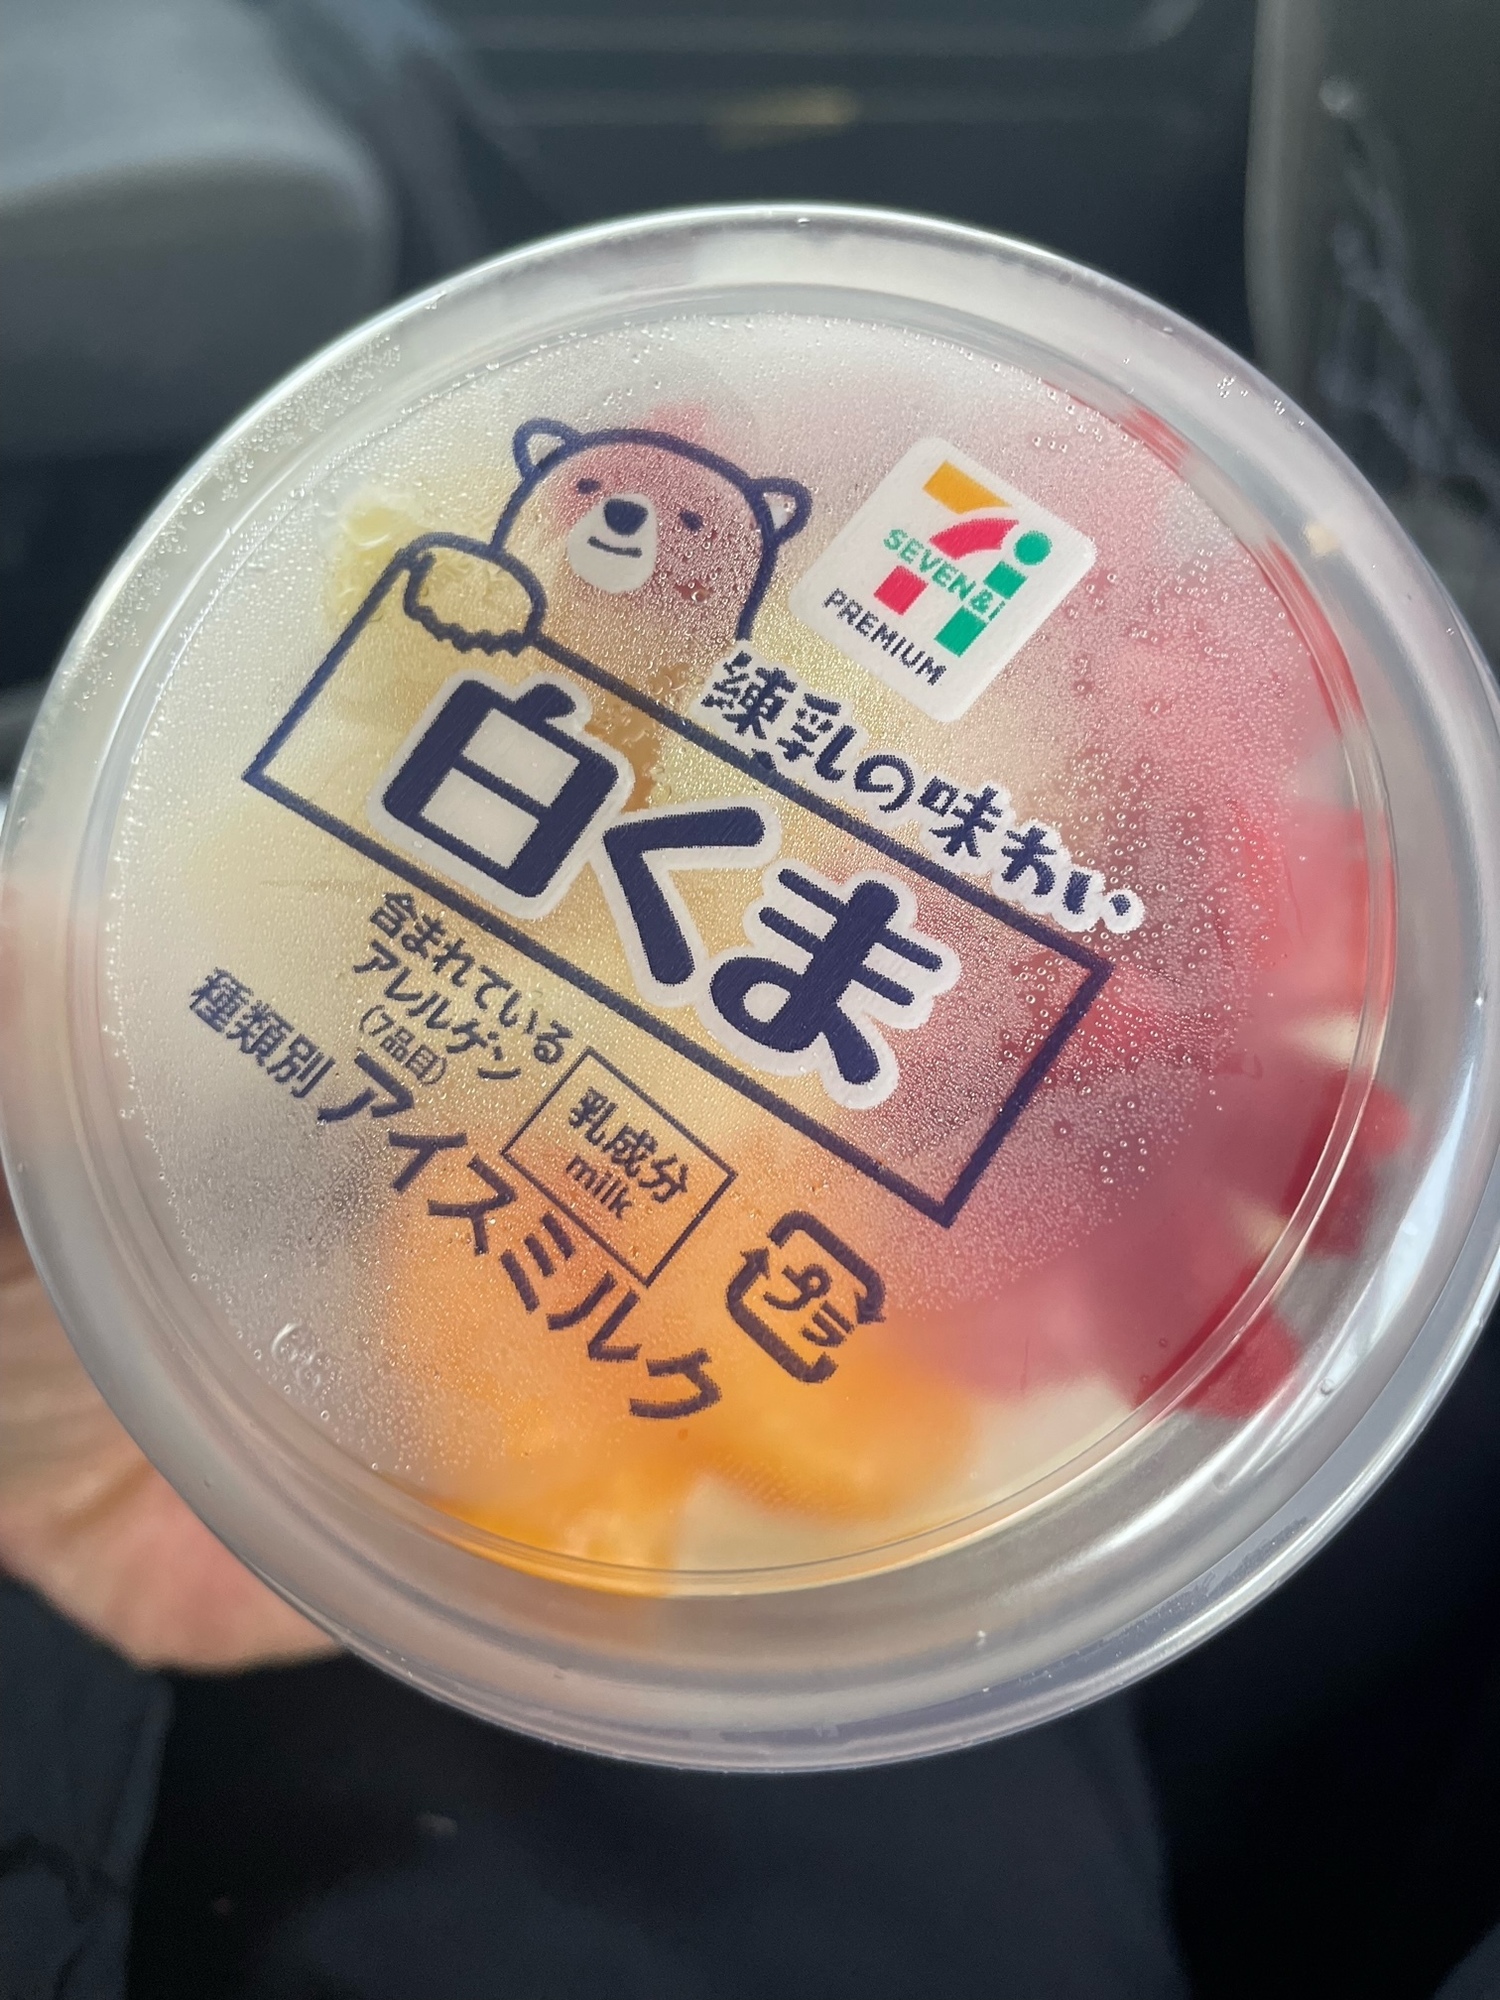 SEVEN&i
PREMIUM
練乳の味わい
白くま
含まれている
アレルゲン
(7品目)
乳成分
milk
種類別 アイスミルク
プラ